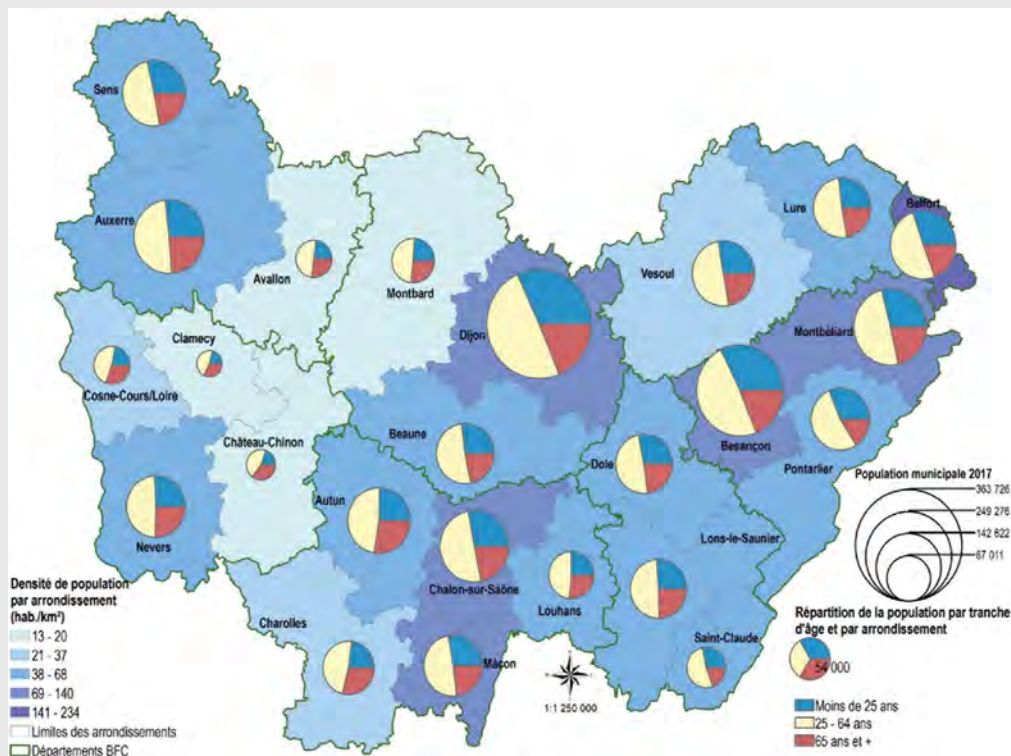 Sens
Auxerre
Avallon
Montbard
Vesoul
Lure
Belfort
Montbéliard
Dijon
Clamecy
Cosne-Cours/Loire
Château-Chinon
Beaune
Dole
Besançon
Pontarlier
Nevers
Autun
Chalon-sur-Saône
Louhans
Lons-le-Saunier
Charolles
Mâcon
Saint-Claude
Densité de population
par arrondissement
(hab./km²)
13 - 20
21 - 37
38 - 68
69 - 140
141 - 234
Limites des arrondissements
Départements BFC
1:1 250 000
Population municipale 2017
363 726
249 276
142 622
67 011
Répartition de la population par tranche
d'âge et par arrondissement
54 000
Moins de 25 ans
25 - 64 ans
65 ans et +